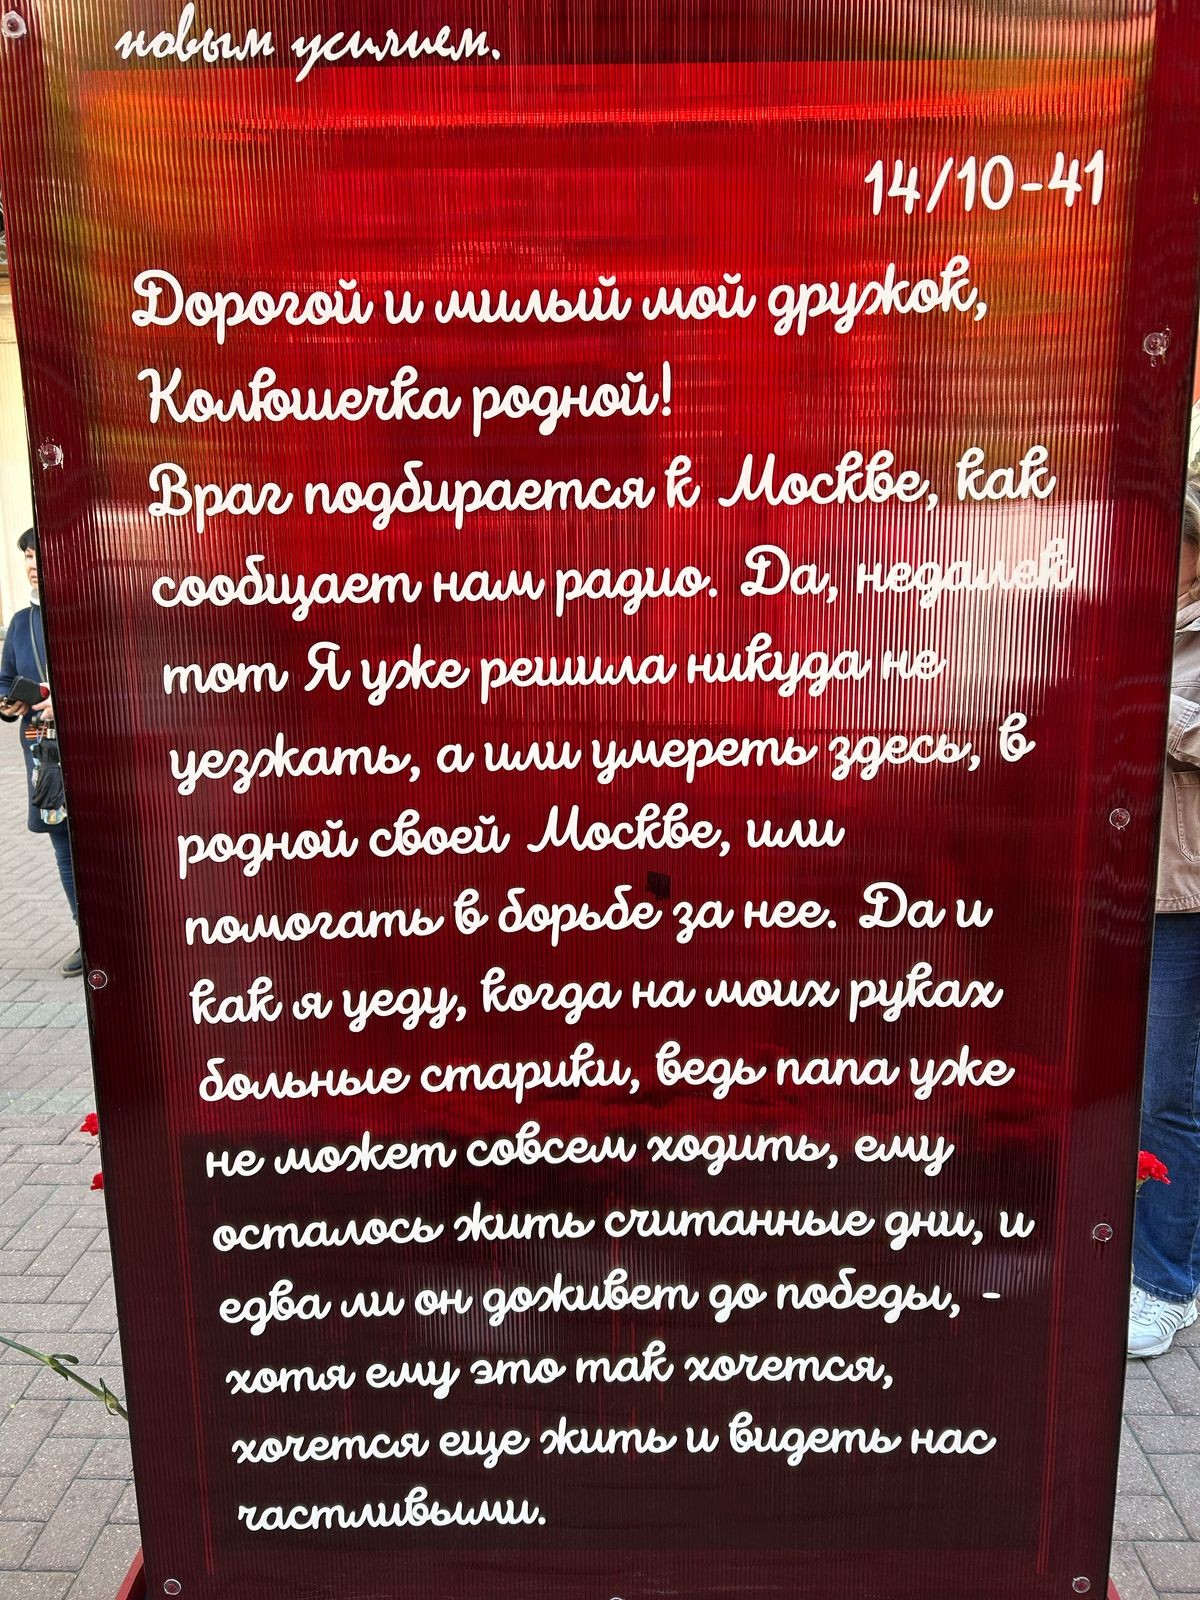 новым усилием.
14/10-41
Дорогой и милый мой дружок,
Колюшечка родной!
Враг подбирается к Москве, как
сообщает нам радио. Да, недалек
тот Я уже решила никуда не
уезжать, а или умереть здесь, в
родной своей Москве, или
помогать в борьбе за нее. Да и
как я уеду, когда на моих руках
больные старики, ведь папа уже
не может совсем ходить, ему
осталось жить считанные дни, и
едва ли он доживет до победы, -
хотя ему это так хочется,
хочется еще жить и видеть нас
частливыми.